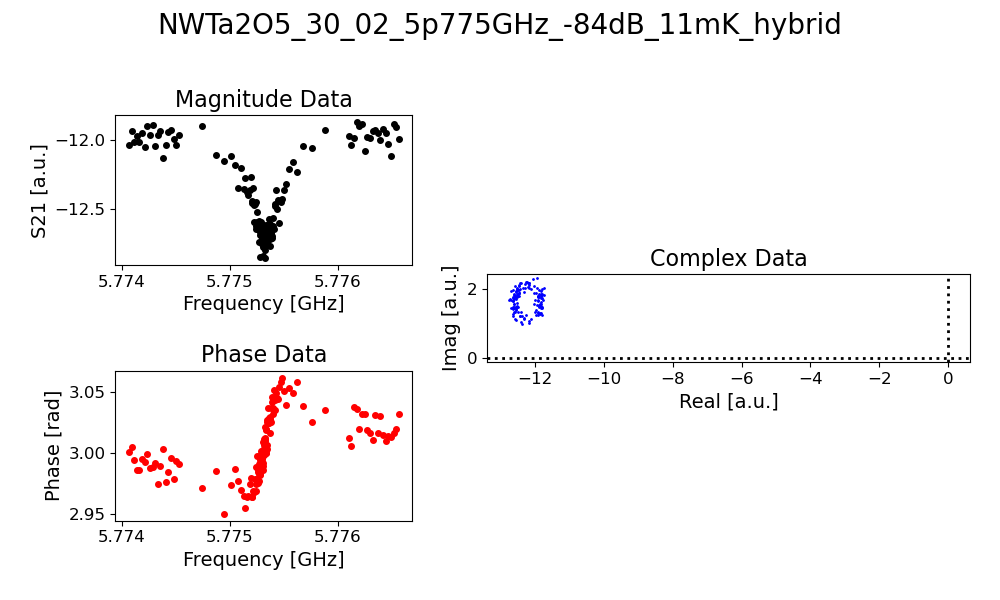 NWTa2O5_30_02_5p775GHz_-84dB_11mK_hybrid
Magnitude Data
S21 [a.u.]
−12.0
−12.5
5.774 5.775 5.776
Frequency [GHz]
Phase Data
Phase [rad]
3.05
3.00
2.95
5.774 5.775 5.776
Frequency [GHz]
Complex Data
Imag [a.u.]
2
0
−12 −10 −8 −6 −4 −2 0
Real [a.u.]